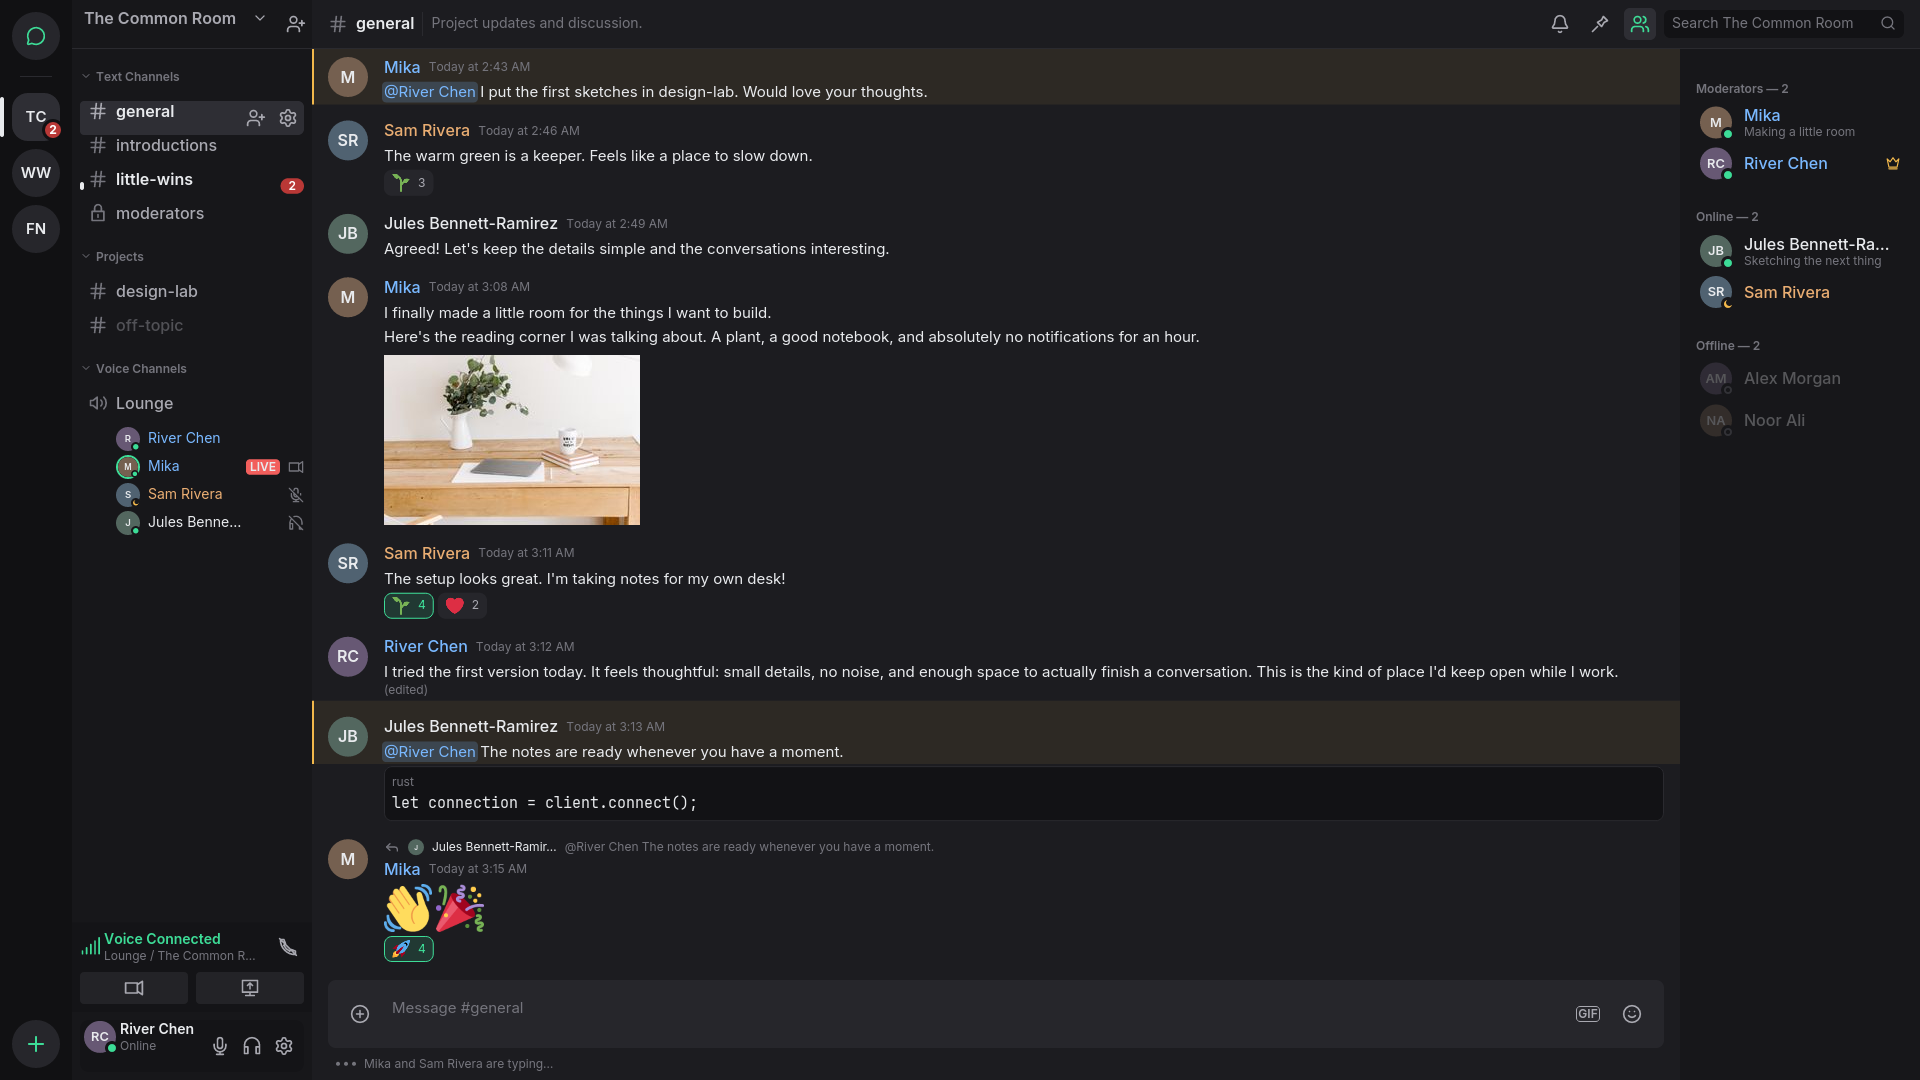 The Common Room
general
Project updates and discussion.
Search The Common Room
TC
2
WW
FN
Text Channels
general
introductions
little-wins
2
moderators
Projects
design-lab
off-topic
Voice Channels
Lounge
R
River Chen
M
Mika
LIVE
S
Sam Rivera
J
Jules Benne...
Voice Connected
Lounge / The Common R...
RC
River Chen
Online
M
Mika Today at 2:43 AM
@River Chen I put the first sketches in design-lab. Would love your thoughts.
SR
Sam Rivera Today at 2:46 AM
The warm green is a keeper. Feels like a place to slow down.
3
JB
Jules Bennett-Ramirez Today at 2:49 AM
Agreed! Let's keep the details simple and the conversations interesting.
M
Mika Today at 3:08 AM
I finally made a little room for the things I want to build.
Here's the reading corner I was talking about. A plant, a good notebook, and absolutely no notifications for an hour.
SR
Sam Rivera Today at 3:11 AM
The setup looks great. I'm taking notes for my own desk!
4 2
RC
River Chen Today at 3:12 AM
I tried the first version today. It feels thoughtful: small details, no noise, and enough space to actually finish a conversation. This is the kind of place I'd keep open while I work.
(edited)
JB
Jules Bennett-Ramirez Today at 3:13 AM
@River Chen The notes are ready whenever you have a moment.
rust
let connection = client.connect();
M
J Jules Bennett-Ramir... @River Chen The notes are ready whenever you have a moment.
Mika Today at 3:15 AM
4
Message #general
GIF
Mika and Sam Rivera are typing...
Moderators — 2
M
Mika
Making a little room
RC
River Chen
Online — 2
JB
Jules Bennett-Ra...
Sketching the next thing
SR
Sam Rivera
Offline — 2
AM
Alex Morgan
NA
Noor Ali